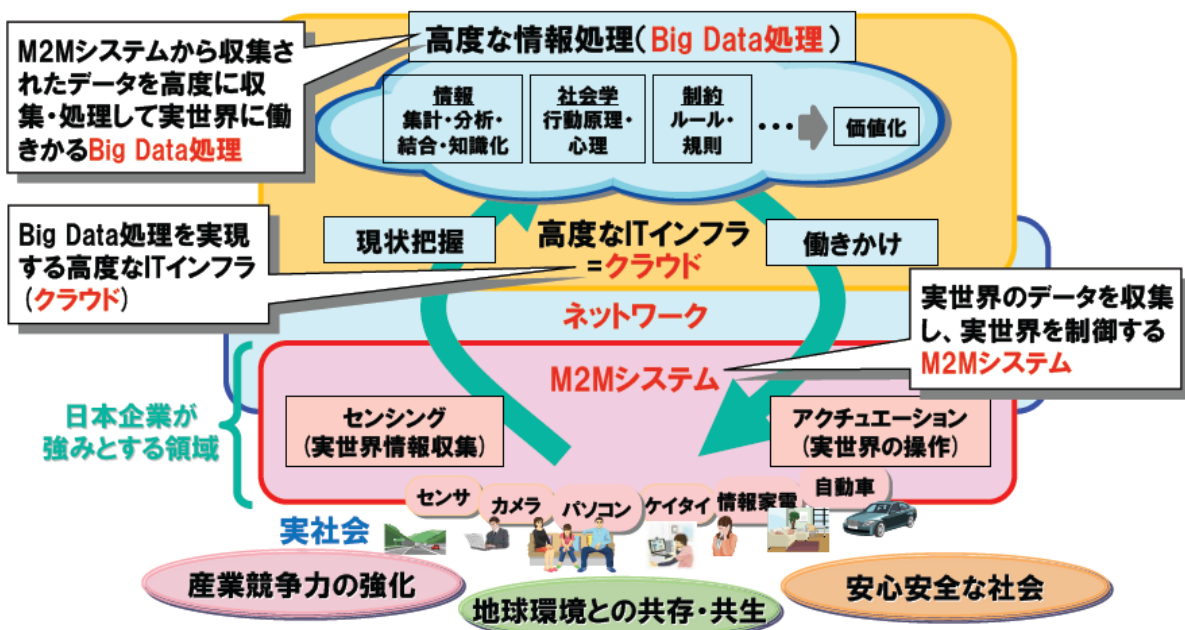 M2Mシステムから収集さ
れたデータを高度に収
集・処理して実世界に働
きかるBig Data処理
高度な情報処理(Big Data処理)
情報
集計・分析・
結合・知識化
社会学
行動原理・
心理
制約
ルール・
規則
・・・
価値化
Big Data処理を実現
する高度なITインフラ
(クラウド)
現状把握
高度なITインフラ
=クラウド
働きかけ
ネットワーク
実世界のデータを収集
し、実世界を制御する
M2Mシステム
M2Mシステム
日本企業が
強みとする領域
センシング
(実世界情報収集)
アクチュエーション
(実世界の操作)
センサ
カメラ
パソコン
ケイタイ
情報家電
自動車
実社会
産業競争力の強化
地球環境との共存・共生
安心安全な社会